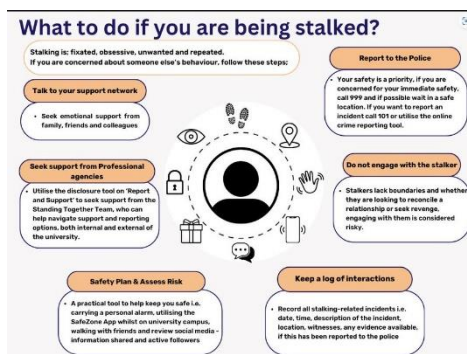 What to do if you are being stalked?
Stalking is: fixated, obsessive, unwanted and repeated.
If you are concerned about someone else's behaviour, follow these steps;
Talk to your support network
Seek emotional support from
family, friends and colleagues
Seek support from Professional
agencies
Utilise the disclosure tool on 'Report
and Support' to seek support from the
Standing Together Team, who can
help navigate support and reporting
options, both internal and external of
the university.
Safety Plan & Assess Risk
A practical tool to help keep you safe i.e.
carrying a personal alarm, utilising the
SafeZone App whilst on university campus,
walking with friends and review social media -
information shared and active followers
Report to the Police
Your safety is a priority, if you are
concerned for your immediate safety,
call 999 and if possible wait in a safe
location. If you want to report an
incident call 101 or utilise the online
crime reporting tool.
Do not engage with the stalker
Stalkers lack boundaries and whether
they are looking to reconcile a
relationship or seek revenge,
engaging with them is considered
risky.
Keep a log of interactions
Record all stalking-related incidents i.e.
date, time, description of the incident,
location, witnesses, any evidence available,
if this has been reported to the police